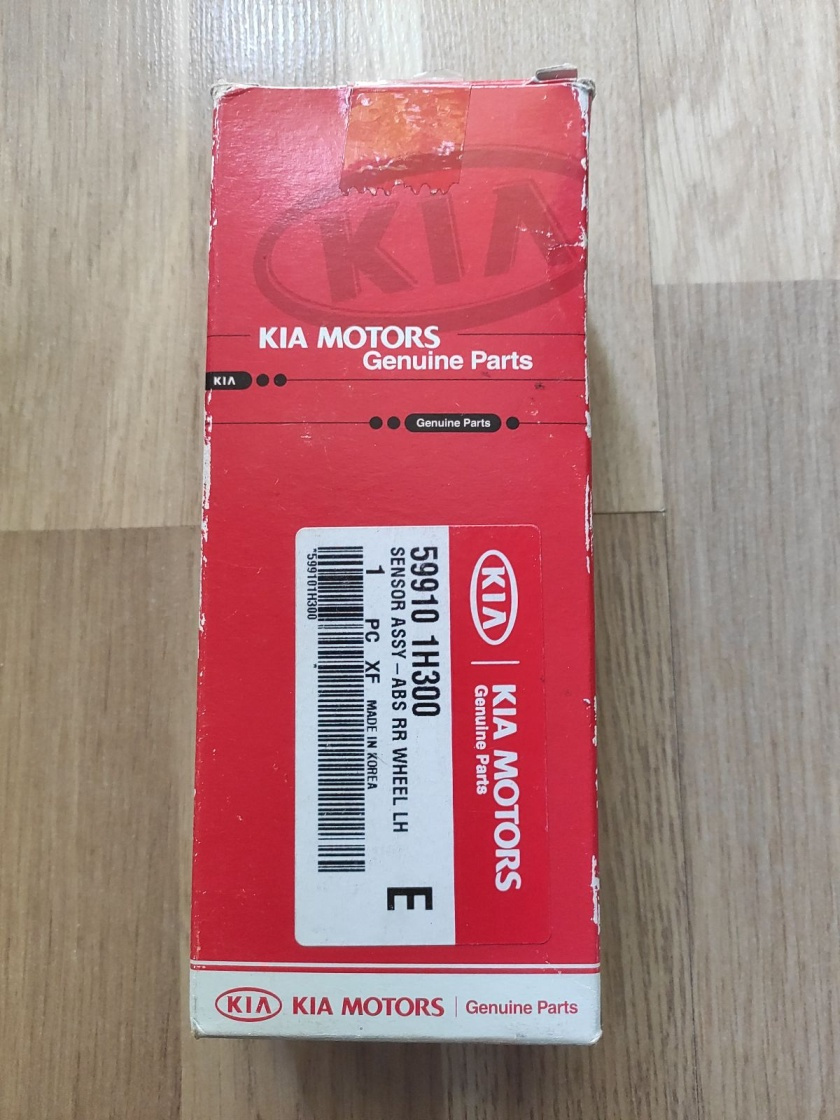 KIA
KIA MOTORS
Genuine Parts
KIA
Genuine Parts
KIA
KIA MOTORS
Genuine Parts
59910 1H300
SENSOR ASSY-ABS RR WHEEL LH
1 PC XF MADE IN KOREA
*599101H300*
E
KIA KIA MOTORS Genuine Parts